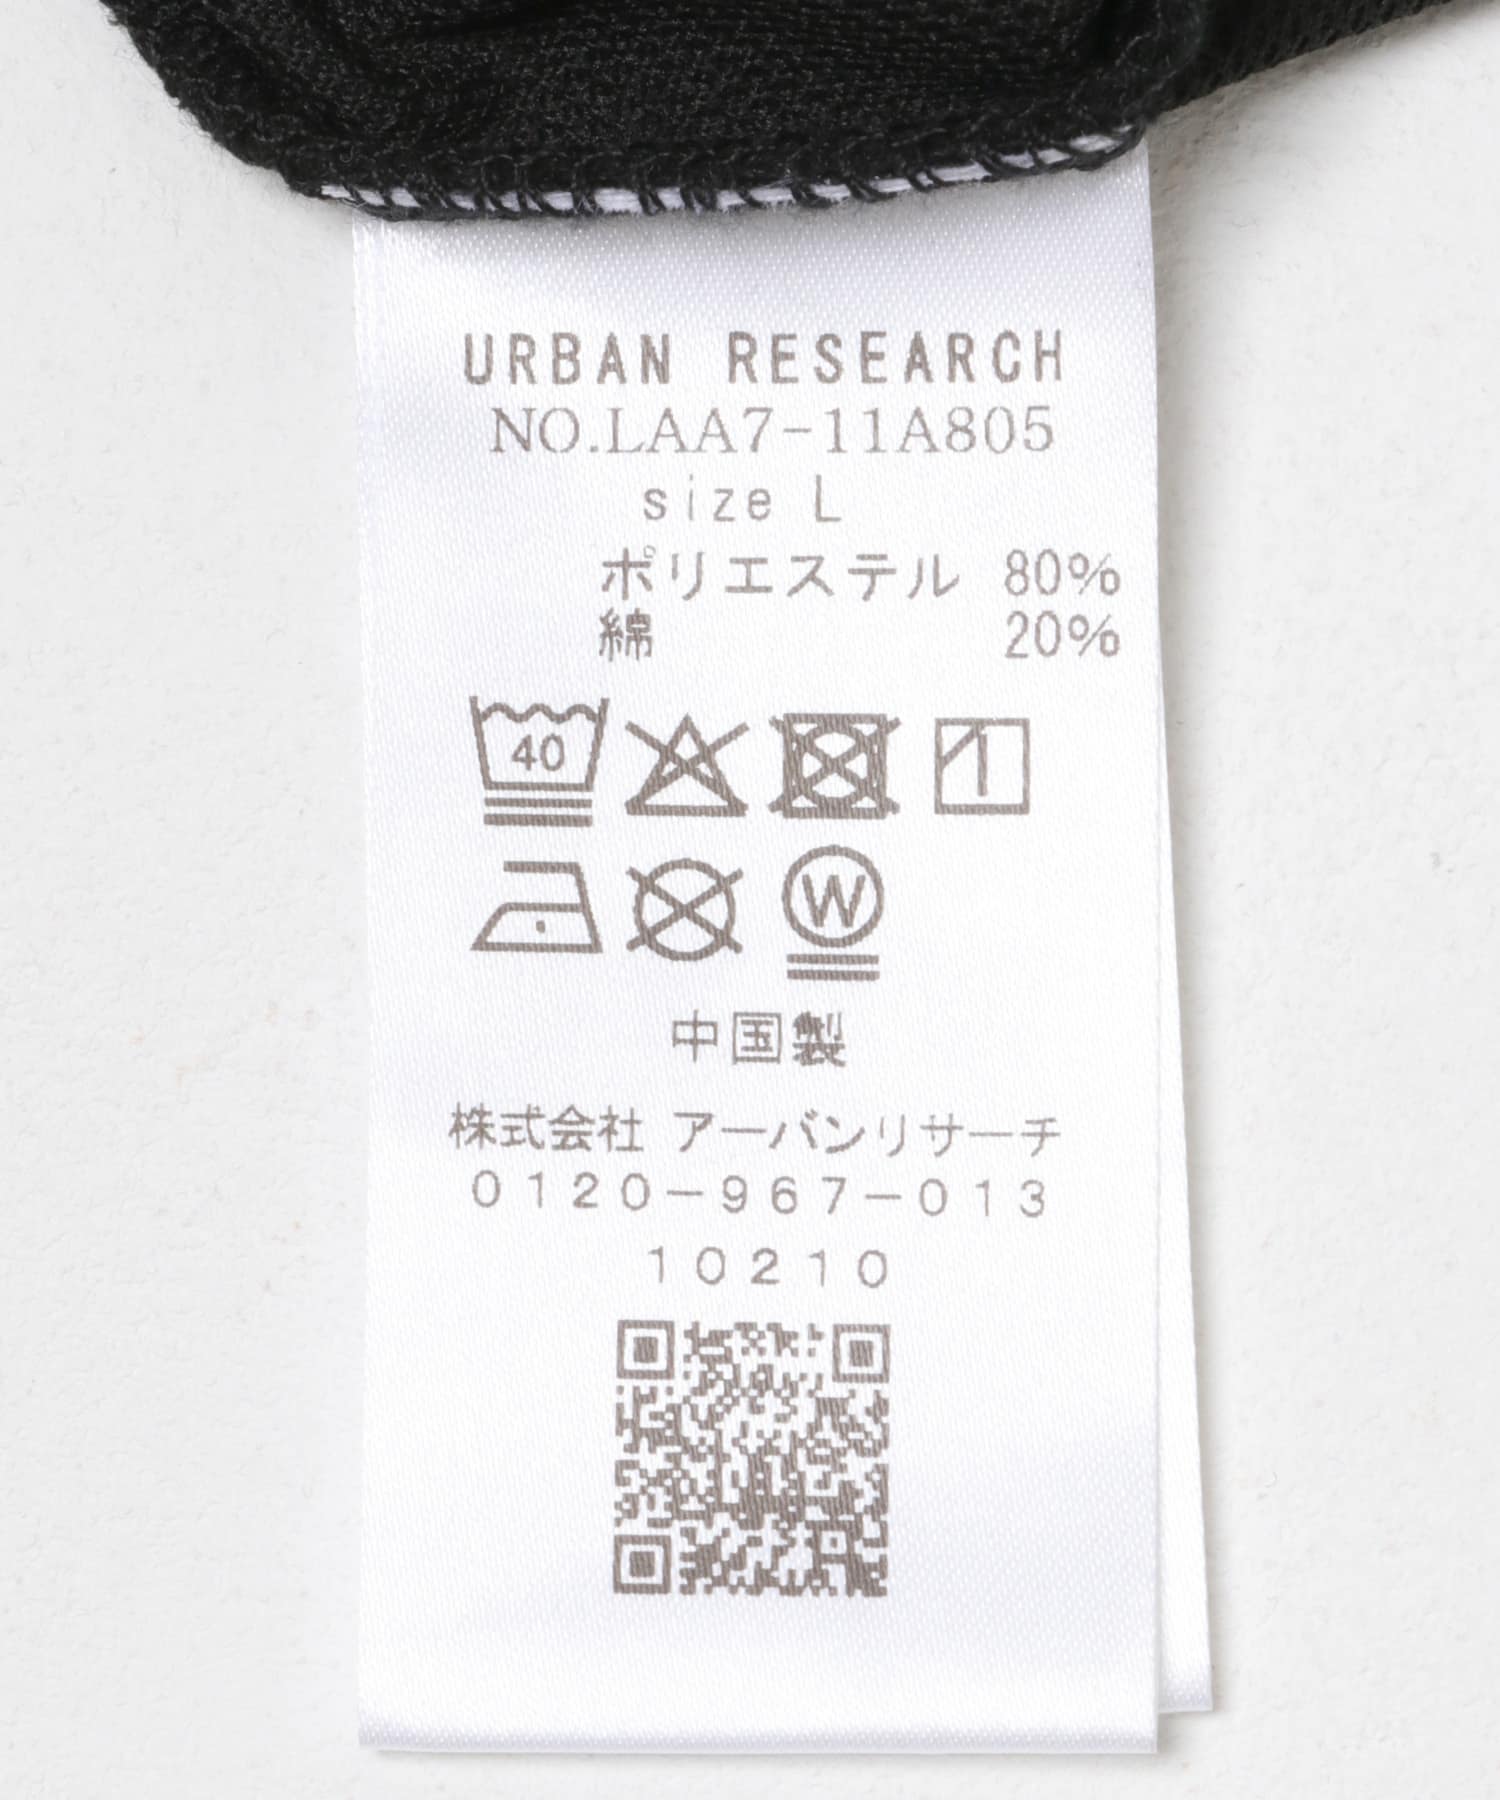 URBAN RESEARCH
NO.LAA7-11A805
size L
ポリエステル 80%
綿 20%
40
W
中国製
株式会社 アーバンリサーチ
0120-967-013
10210